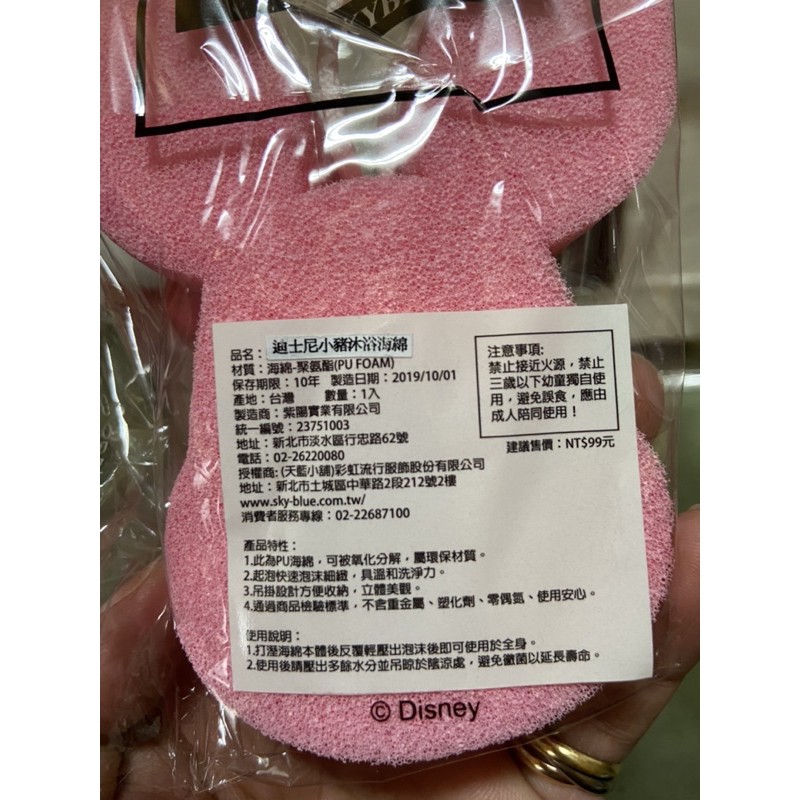 品名：迪士尼小豬沐浴海綿
材質：海綿-聚氨酯(PU FOAM)
保存期限：10年 製造日期：2019/10/01
產地：台灣 數量：1入
製造商：紫陽實業有限公司
統一編號：23751003
地址：新北市淡水區行忠路62號
電話：02-26220080
授權商：(天藍小舖)彩虹流行服飾股份有限公司
地址：新北市土城區中華路2段212號2樓
www.sky-blue.com.tw/
消費者服務專線：02-22687100
注意事項：
禁止接近火源，禁止
三歲以下幼童獨自使
用，避免誤食，應由
成人陪同使用！
建議售價：NT$99元
產品特性：
1.此為PU海綿，可被氧化分解，屬環保材質。
2.起泡快速泡沫細緻，具溫和洗淨力。
3.吊掛設計方便收納，立體美觀。
4.通過商品檢驗標準，不含重金屬、塑化劑、零偶氮、使用安心。
使用說明：
1.打溼海綿本體後反覆輕壓出泡沫後即可使用於全身。
2.使用後請壓出多餘水分並吊晾於陰涼處，避免黴菌以延長壽命。
© Disney